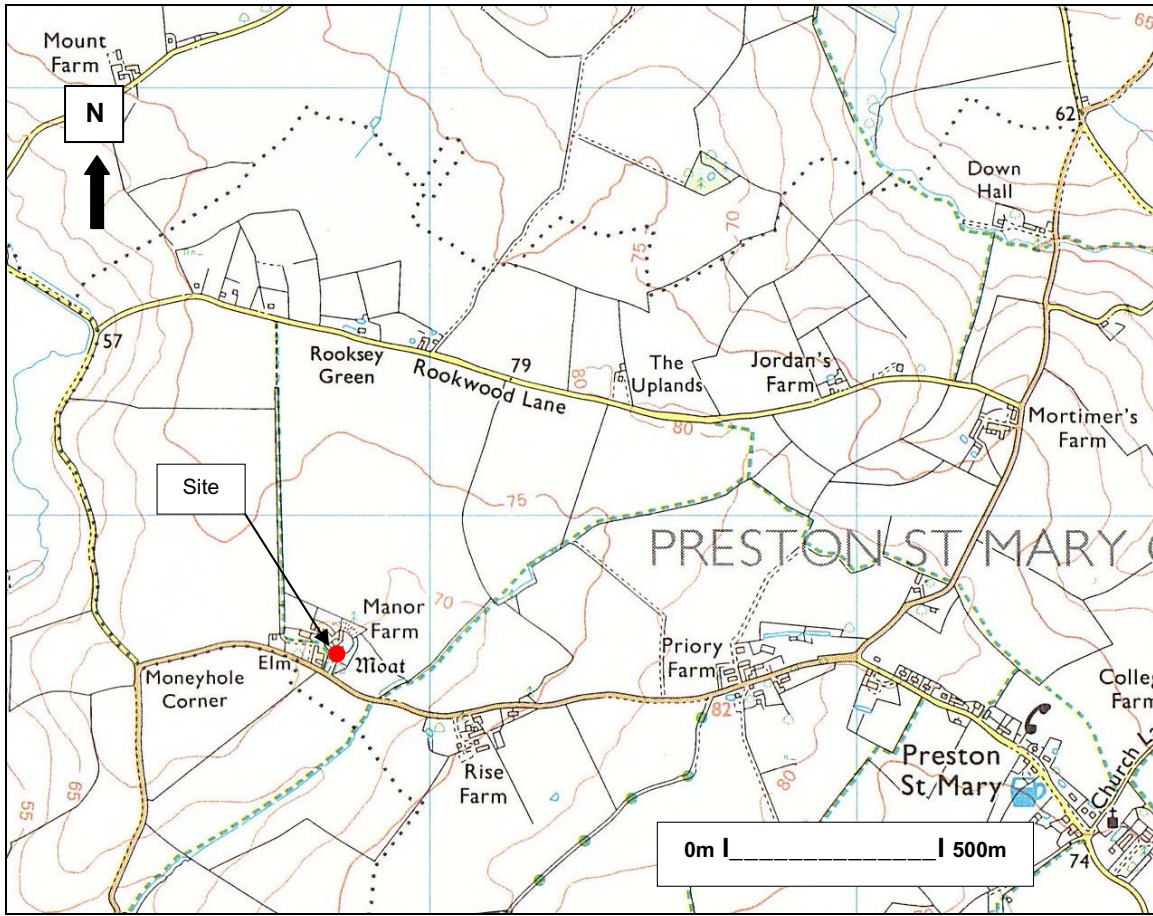 Mount
Farm
N
65
62
Down
Hall
75
70
57
Rooksey
Green
Rookwood Lane
79
80
The
Uplands
Jordan's
Farm
80
Mortimer's
Farm
Site
75
PRESTON ST MARY C
Manor
Farm
70
Elm
Moat
Moneyhole
Corner
Priory
Farm
82
Rise
Farm
80
Colleg
Farm
Church La
Preston
St Mary
65
55
0m I_______________I 500m
74
70